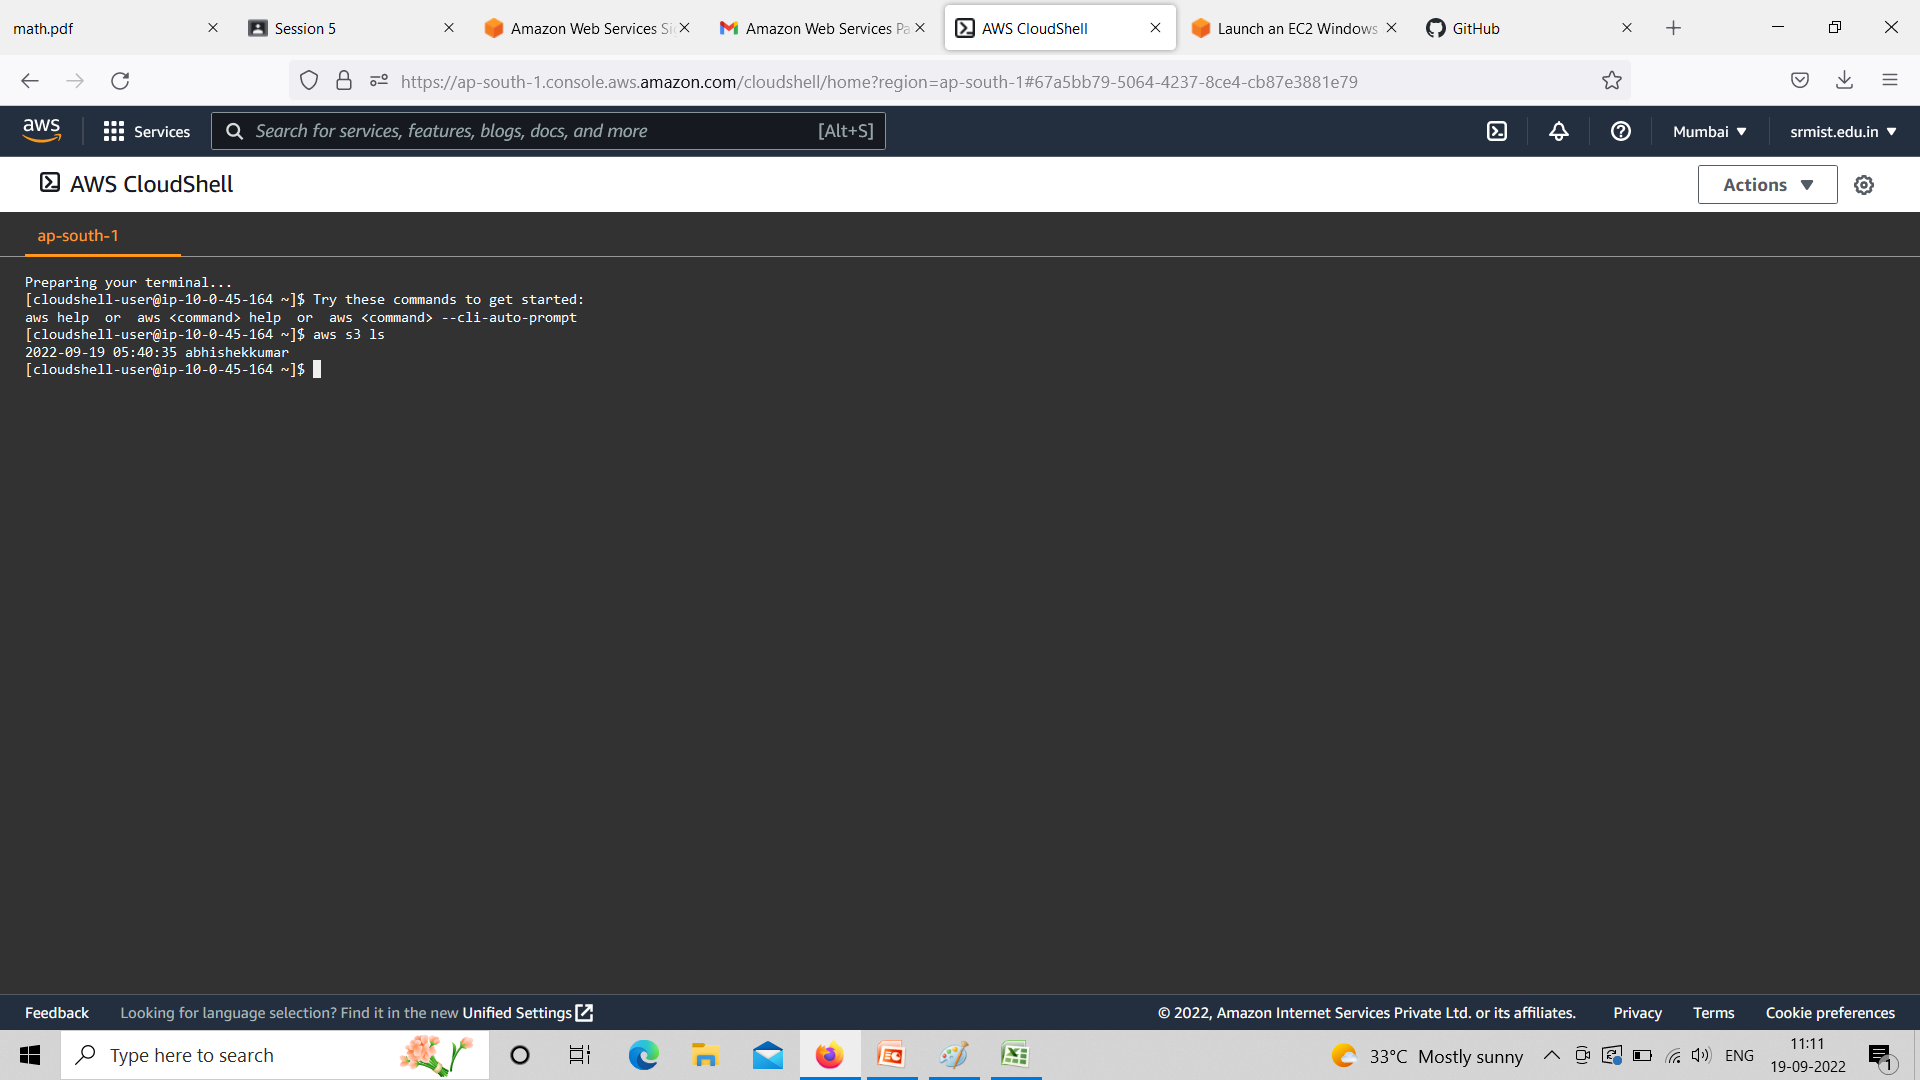 math.pdf
Session 5
Amazon Web Services Si
Amazon Web Services Pa
AWS CloudShell
Launch an EC2 Windows
GitHub
https://ap-south-1.console.aws.amazon.com/cloudshell/home?region=ap-south-1#67a5bb79-5064-4237-8ce4-cb87e3881e79
aws
Services
Search for services, features, blogs, docs, and more
[Alt+S]
Mumbai
srmist.edu.in
AWS CloudShell
Actions
ap-south-1
Preparing your terminal...
[cloudshell-user@ip-10-0-45-164 ~]$ Try these commands to get started:
aws help  or  aws <command> help  or  aws <command> --cli-auto-prompt
[cloudshell-user@ip-10-0-45-164 ~]$ aws s3 ls
2022-09-19 05:40:35 abhishekkumar
[cloudshell-user@ip-10-0-45-164 ~]$
Feedback
Looking for language selection? Find it in the new Unified Settings
© 2022, Amazon Internet Services Private Ltd. or its affiliates.
Privacy
Terms
Cookie preferences
Type here to search
33°C Mostly sunny
ENG
11:11
19-09-2022
1